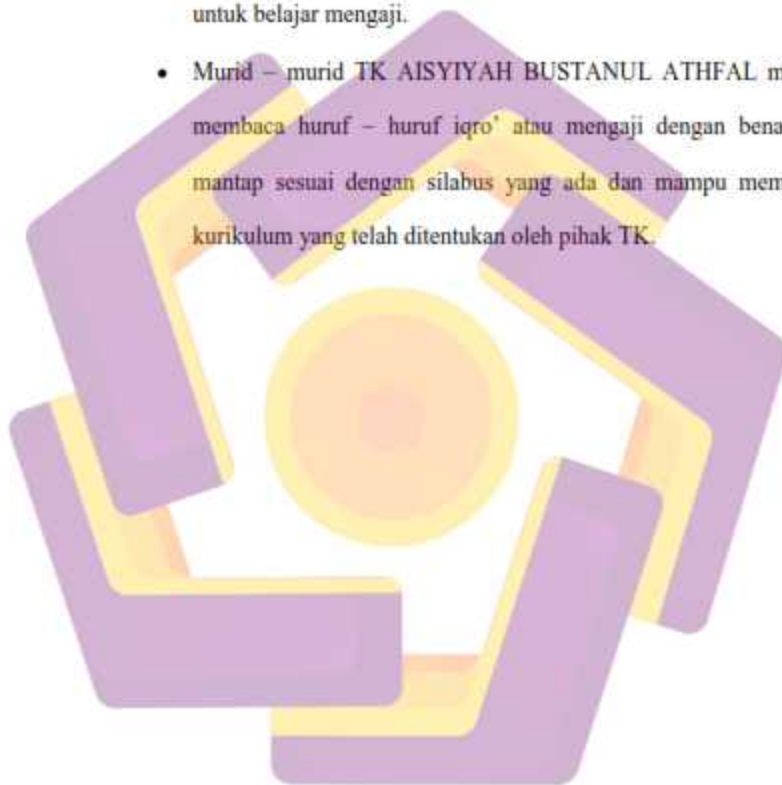 untuk belajar mengaji.
• Murid – murid TK AISYIYAH BUSTANUL ATHFAL
membaca huruf – huruf iqro’ atau mengaji dengan
mantap sesuai dengan silabus yang ada dan mampu
kurikulum yang telah ditentukan oleh pihak TK.